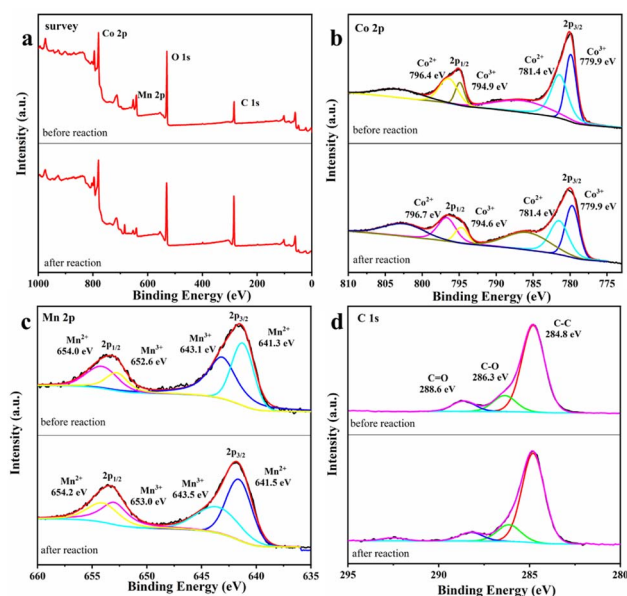 a
survey
Co 2p
O 1s
Mn 2p
C 1s
before reaction
after reaction
Intensity (a.u.)
1000 800 600 400 200 0
Binding Energy (eV)
b
Co 2p
2p3/2
Co3+
779.9 eV
Co2+
781.4 eV
Co2+
796.4 eV
2p1/2
Co3+
794.9 eV
before reaction
2p3/2
Co3+
779.9 eV
Co2+
781.4 eV
Co2+
796.7 eV
2p1/2
Co3+
794.6 eV
after reaction
Intensity (a.u.)
810 805 800 795 790 785 780 775
Binding Energy (eV)
c
Mn 2p
2p3/2
Mn2+
654.0 eV
2p1/2
Mn3+
652.6 eV
Mn3+
643.1 eV
Mn2+
641.3 eV
before reaction
2p3/2
Mn2+
654.2 eV
2p1/2
Mn3+
653.0 eV
Mn3+
643.5 eV
Mn2+
641.5 eV
after reaction
Intensity (a.u.)
660 655 650 645 640 635
Binding Energy (eV)
d
C 1s
C-C
284.8 eV
C-O
286.3 eV
C=O
288.6 eV
before reaction
after reaction
Intensity (a.u.)
295 290 285 280
Binding Energy (eV)